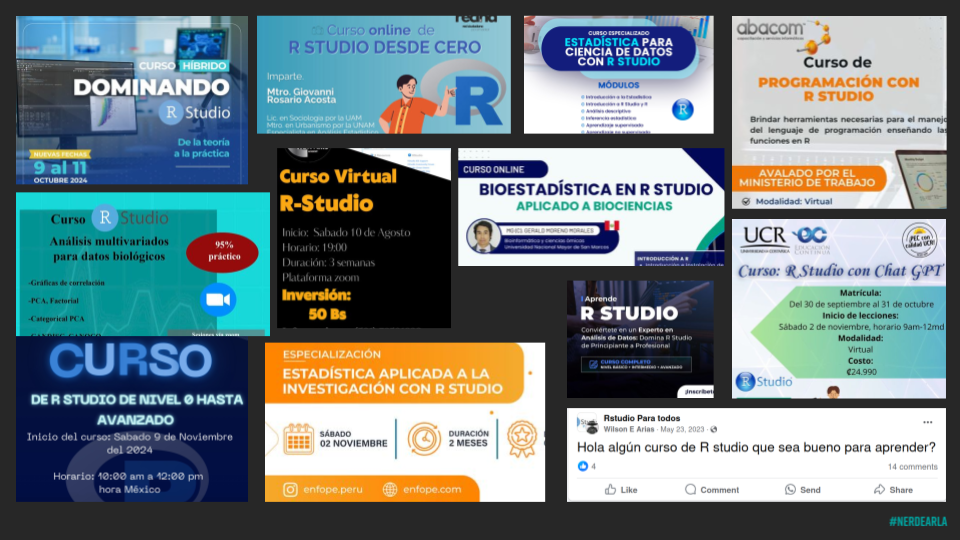 CURSO HÍBRIDO
DOMINANDO
R Studio
De la teoría
a la práctica
NUEVAS FECHAS
9 al 11
OCTUBRE 2024
Curso online de
R STUDIO DESDE CERO
Imparte.
Mtro. Giovanni
Rosario Acosta
Lic. en Sociología por la UAM
Mtro. en Urbanismo por la UNAM
CURSO ESPECIALIZADO
ESTADÍSTICA PARA
CIENCIA DE DATOS
CON R STUDIO
MÓDULOS
Introducción a la Estadística
Introducción a R Studio y R
Análisis descriptivo
Inferencia estadística
Aprendizaje supervisado
abacom
Curso de
PROGRAMACIÓN CON
R STUDIO
Brindar herramientas necesarias para el manejo
del lenguaje de programación enseñando las
funciones en R
AVALADO POR EL
MINISTERIO DE TRABAJO
Modalidad: Virtual
Curso R Studio
Análisis multivariados
para datos biológicos
95%
práctico
-Gráficas de correlación
-PCA, Factorial
-Categorical PCA
Curso Virtual
R-Studio
Inicio: Sabado 10 de Agosto
Horario: 19:00
Duración: 3 semanas
Plataforma zoom
Inversión:
50 Bs
CURSO ONLINE
BIOESTADÍSTICA EN R STUDIO
APLICADO A BIOCIENCIAS
Bioinformática y ciencias ómicas
Universidad Nacional Mayor de San Marcos
INTRODUCCIÓN A R
UCR
EDUCACIÓN
CONTINUA
Curso: R Studio con Chat GPT
Matrícula:
Del 30 de septiembre al 31 de octubre
Inicio de lecciones:
Sábado 2 de noviembre, horario 9am-12md
Modalidad:
Virtual
Costo:
₡24.990
R Studio
Aprende
R STUDIO
Conviértete en un Experto en
Análisis de Datos: Domina R Studio
de Principiante a Profesional
CURSO COMPLETO
NIVEL BÁSICO + INTERMEDIO + AVANZADO
¡Inscríbete
CURSO
DE R STUDIO DE NIVEL 0 HASTA
AVANZADO
Inicio del curso: Sabado 9 de Noviembre
del 2024
Horario: 10:00 am a 12:00 pm
hora México
ESPECIALIZACIÓN
ESTADÍSTICA APLICADA A LA
INVESTIGACIÓN CON R STUDIO
SÁBADO
02 NOVIEMBRE
DURACIÓN
2 MESES
enfope.peru
enfope.com
Rstudio Para todos
Wilson E Arias · May 23, 2023 ·
Hola algún curso de R studio que sea bueno para aprender?
4
14 comments
Like
Comment
Send
Share
#NERDEARLA